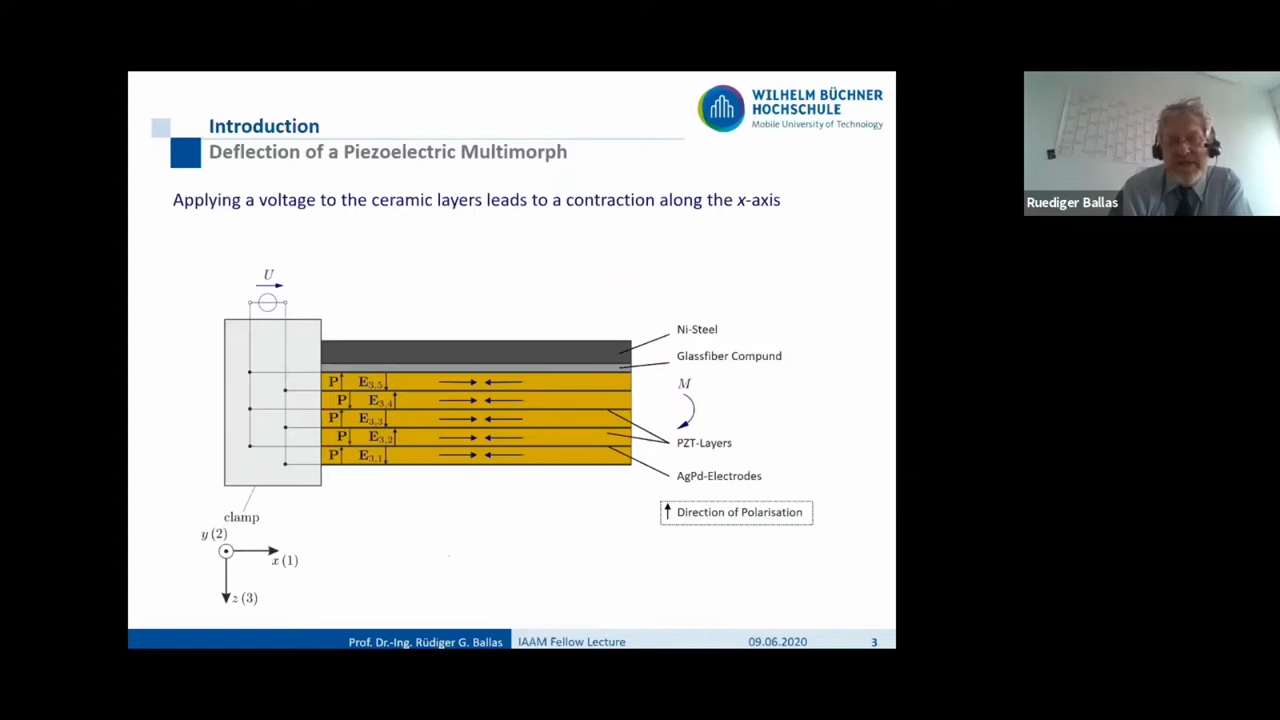 WILHELM BÜCHNER
HOCHSCHULE
Mobile University of Technology
Introduction
Deflection of a Piezoelectric Multimorph
Applying a voltage to the ceramic layers leads to a contraction along the x-axis
Ruediger Ballas
U
Ni-Steel
Glassfiber Compund
P E3,5
P E3,4
P E3,3
P E3,2
P E3,1
M
PZT-Layers
AgPd-Electrodes
Direction of Polarisation
clamp
y (2)
x (1)
z (3)
Prof. Dr.-Ing. Rüdiger G. Ballas IAAM Fellow Lecture 09.06.2020 3